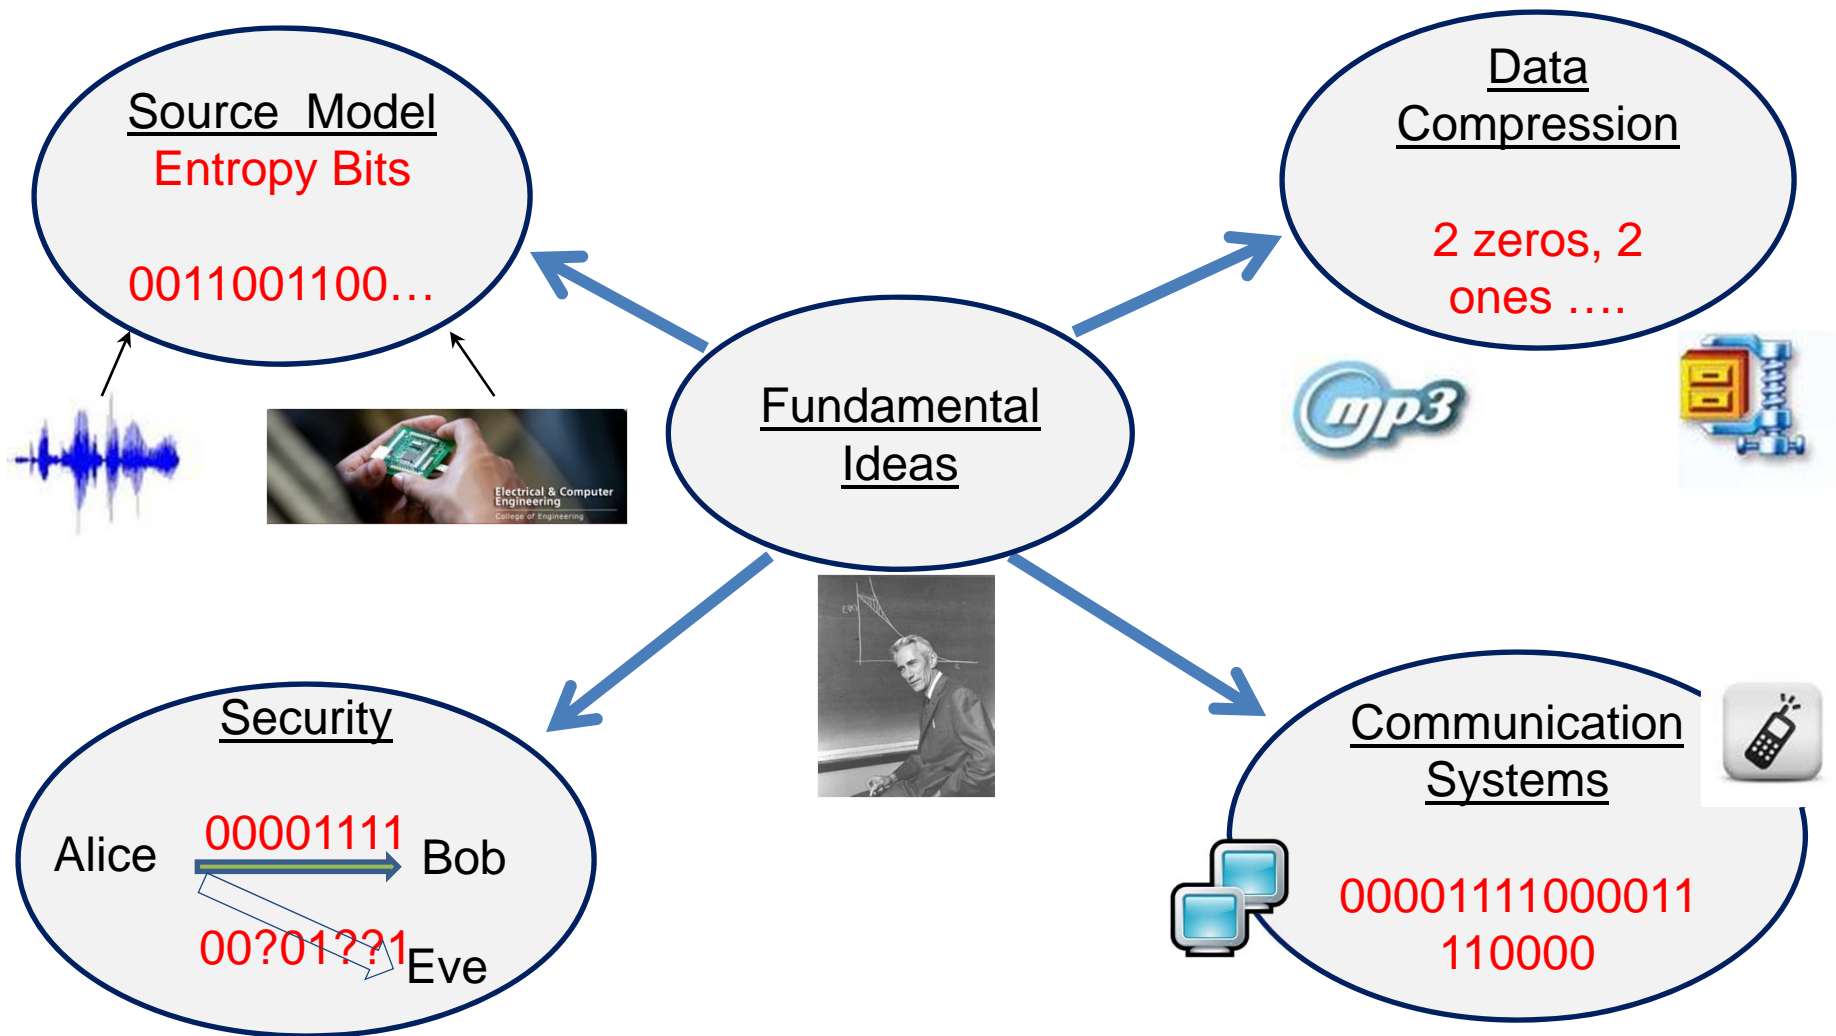 Source Model
Entropy Bits
0011001100…
Data
Compression
2 zeros, 2
ones ….
Fundamental
Ideas
mp3
Electrical & Computer
Engineering
College of Engineering
Security
00001111
Alice
Bob
00?01??1
Eve
Communication
Systems
00001111000011
110000